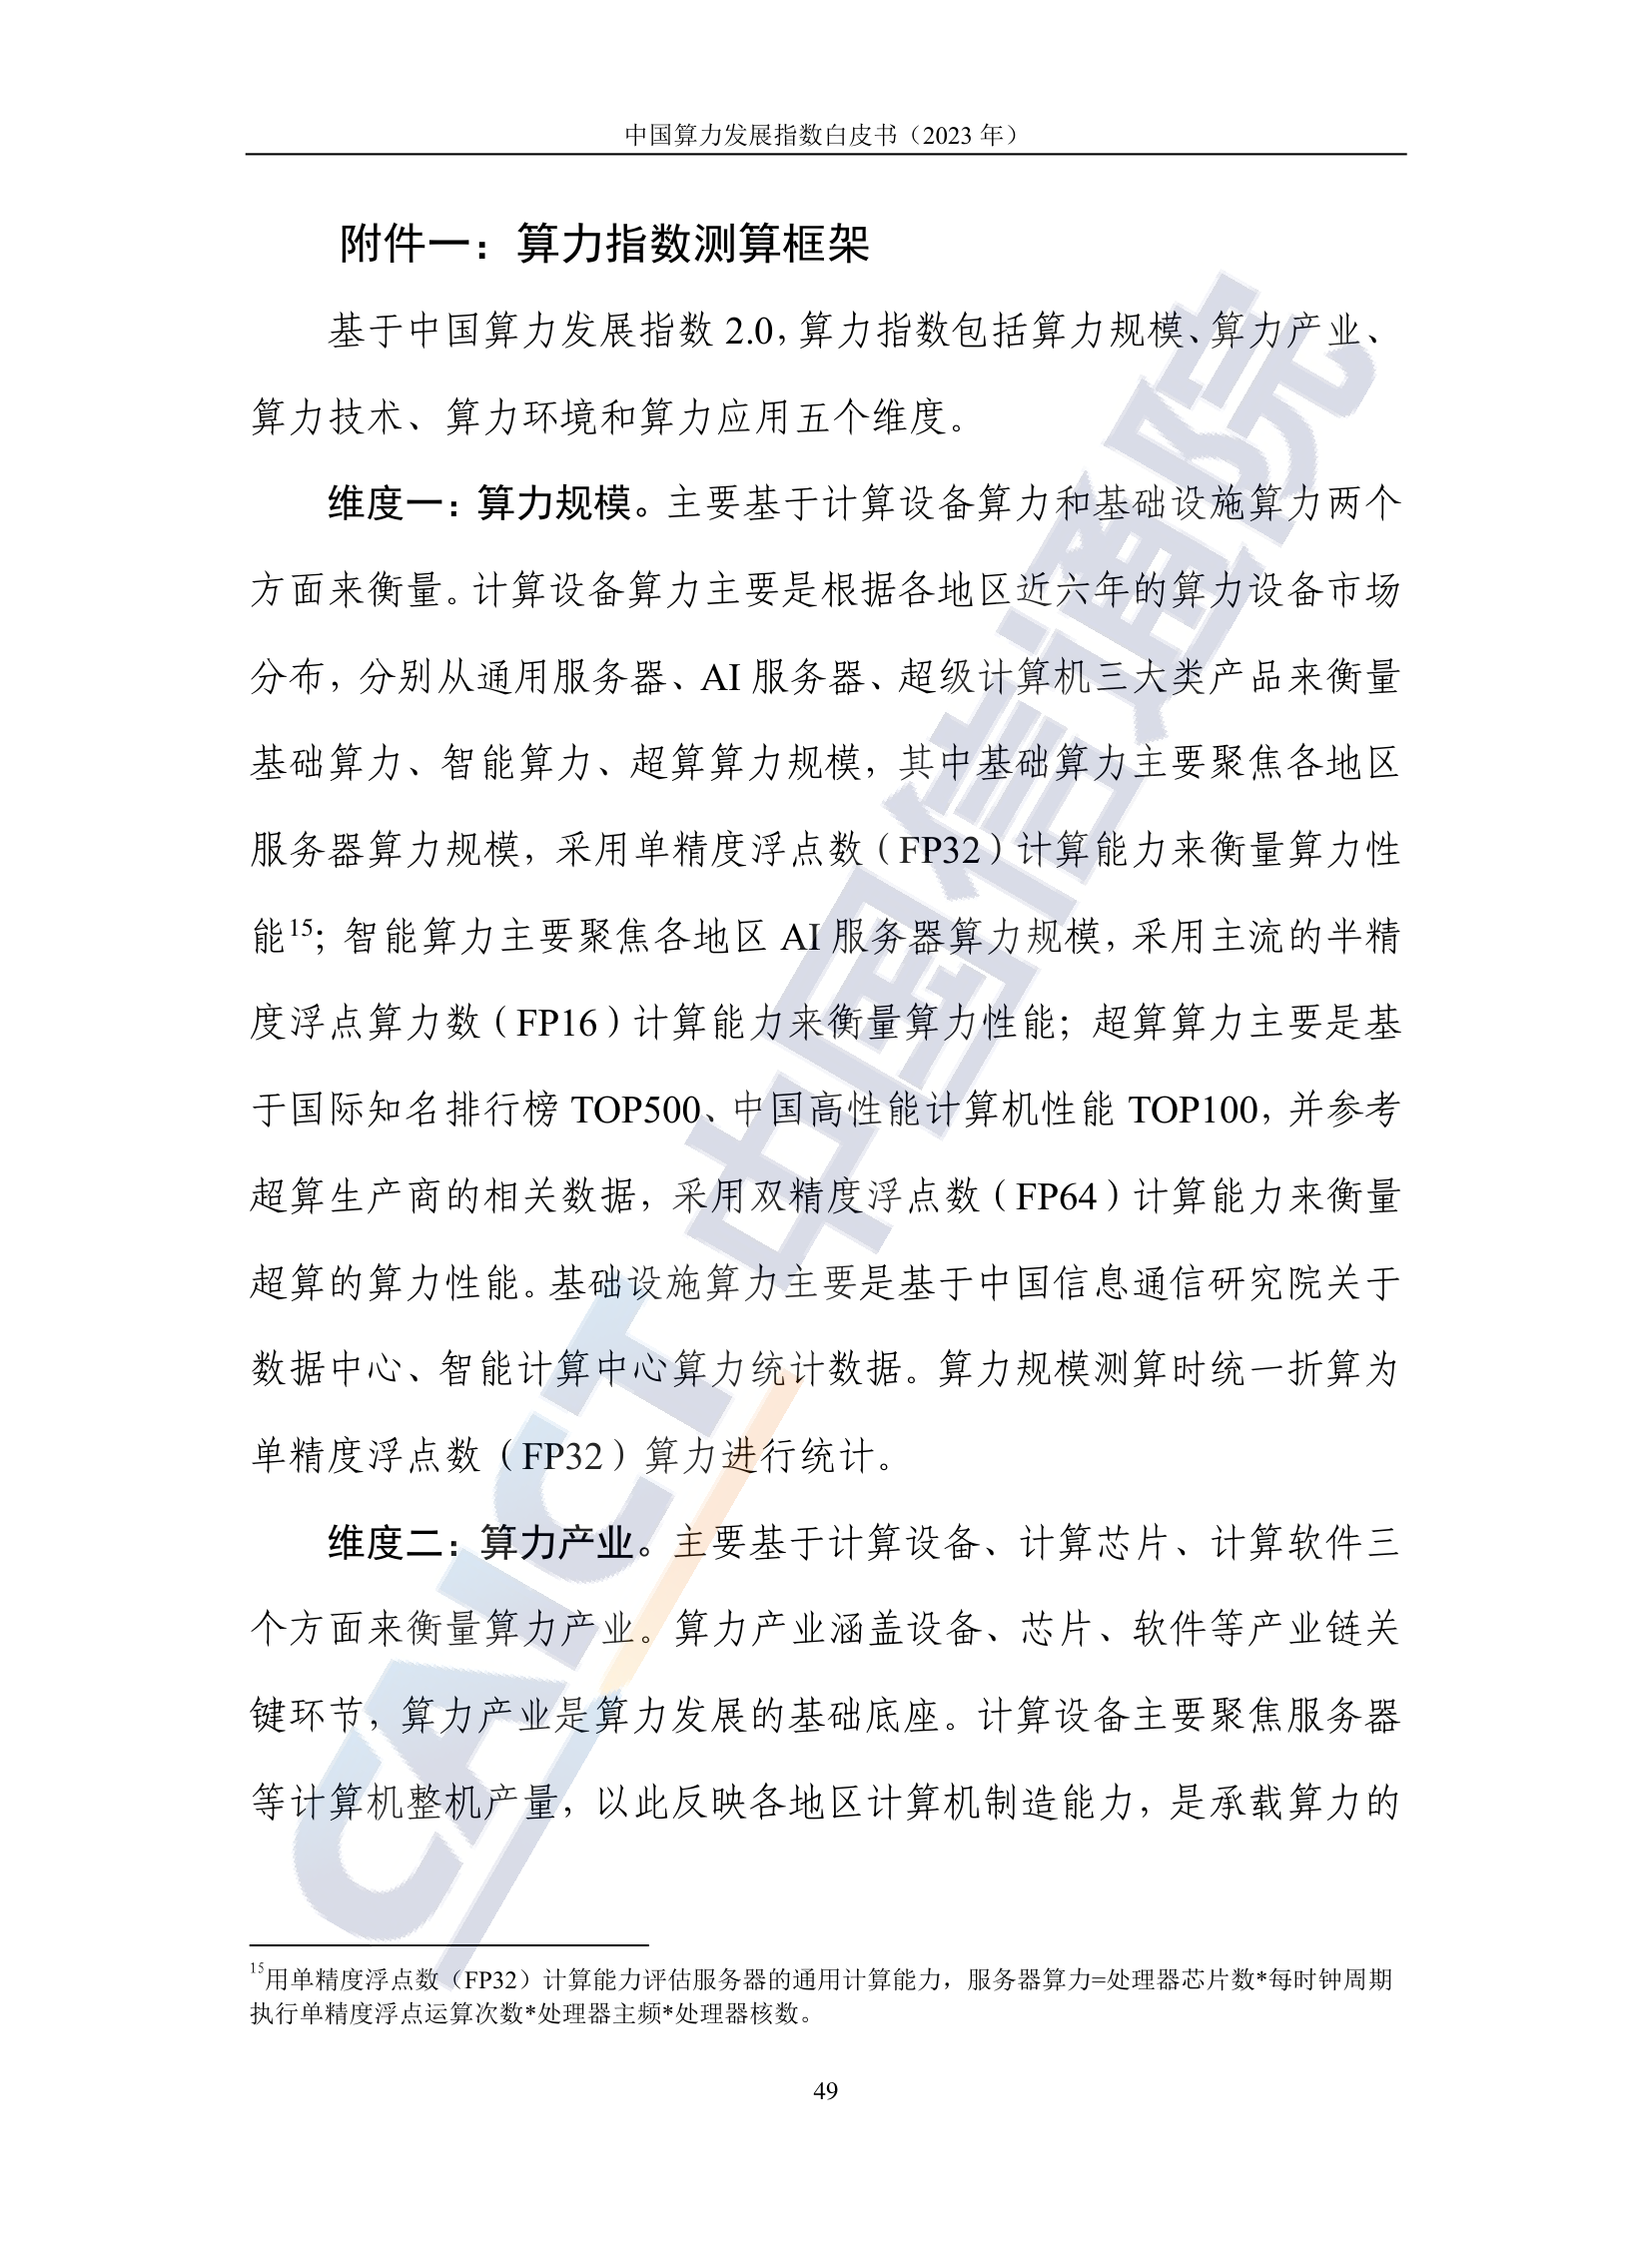 中国算力发展指数白皮书（2023 年）
附件一：算力指数测算框架
基于中国算力发展指数 2.0，算力指数包括算力规模、算力产业、
算力技术、算力环境和算力应用五个维度。
维度一：算力规模。主要基于计算设备算力和基础设施算力两个
方面来衡量。计算设备算力主要是根据各地区近六年的算力设备市场
分布，分别从通用服务器、AI 服务器、超级计算机三大类产品来衡量
基础算力、智能算力、超算算力规模，其中基础算力主要聚焦各地区
服务器算力规模，采用单精度浮点数（FP32）计算能力来衡量算力性
能15；智能算力主要聚焦各地区 AI 服务器算力规模，采用主流的半精
度浮点算力数（FP16）计算能力来衡量算力性能；超算算力主要是基
于国际知名排行榜 TOP500、中国高性能计算机性能 TOP100，并参考
超算生产商的相关数据，采用双精度浮点数（FP64）计算能力来衡量
超算的算力性能。基础设施算力主要是基于中国信息通信研究院关于
数据中心、智能计算中心算力统计数据。算力规模测算时统一折算为
单精度浮点数（FP32）算力进行统计。
维度二：算力产业。主要基于计算设备、计算芯片、计算软件三
个方面来衡量算力产业。算力产业涵盖设备、芯片、软件等产业链关
键环节，算力产业是算力发展的基础底座。计算设备主要聚焦服务器
等计算机整机产量，以此反映各地区计算机制造能力，是承载算力的
15用单精度浮点数（FP32）计算能力评估服务器的通用计算能力，服务器算力=处理器芯片数*每时钟周期
执行单精度浮点运算次数*处理器主频*处理器核数。
49
CAICT 中国信通院